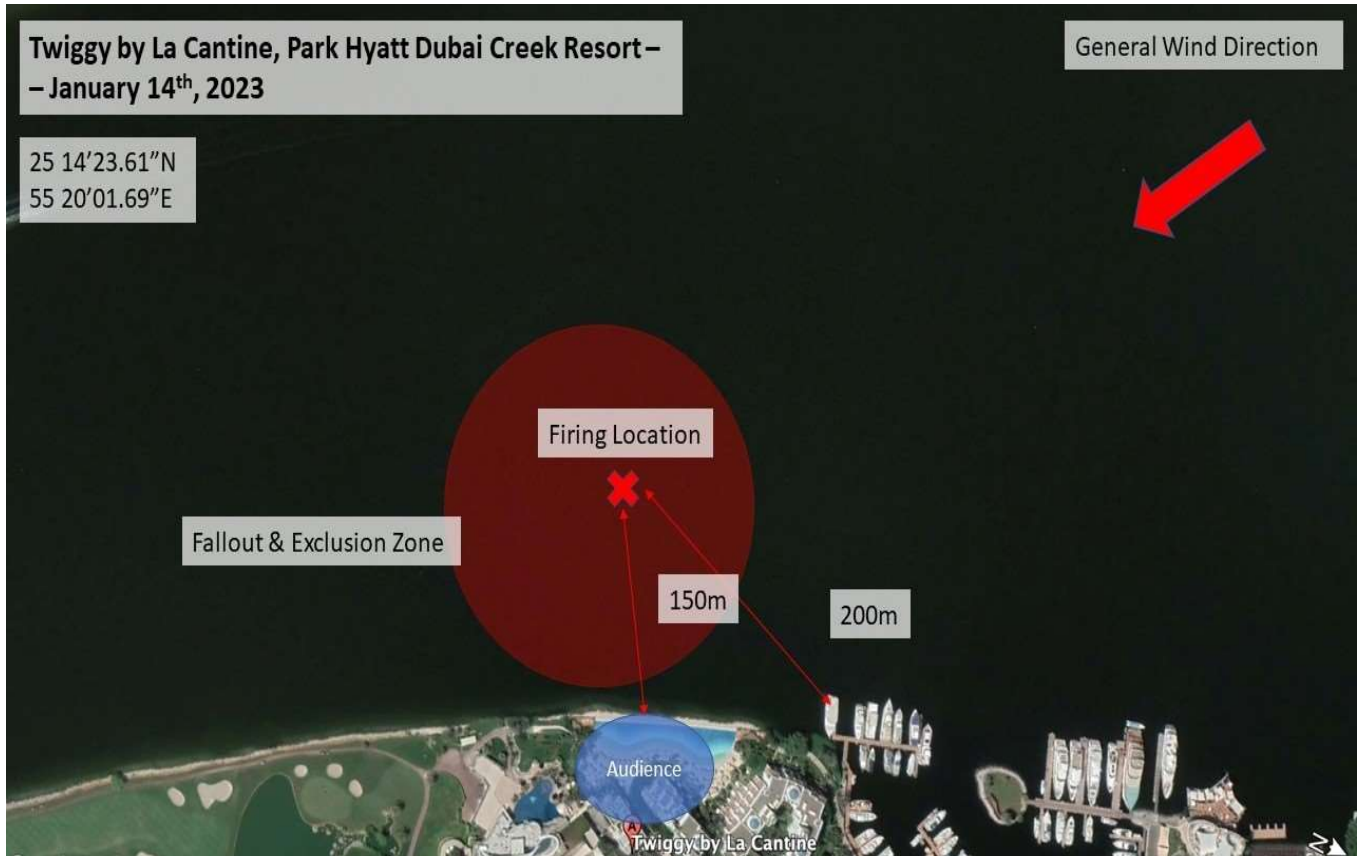 Twiggy by La Cantine, Park Hyatt Dubai Creek Resort –
– January 14th, 2023
General Wind Direction
25 14’23.61”N
55 20’01.69”E
Firing Location
Fallout & Exclusion Zone
150m
200m
Audience
A
Twiggy by La Cantine
N